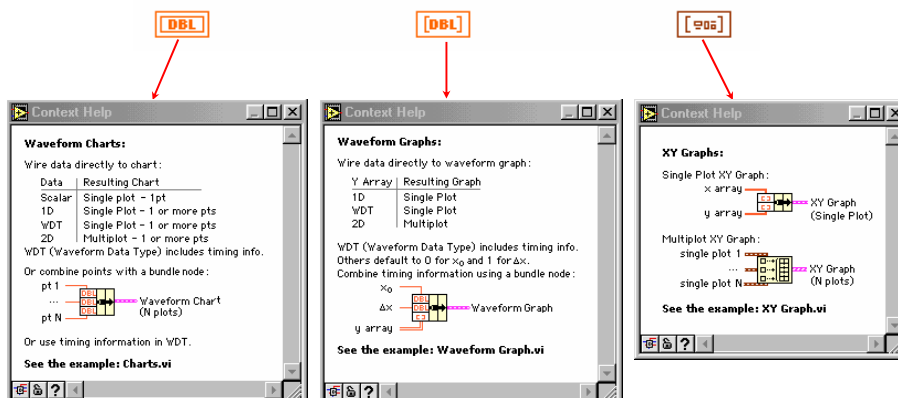 DBL
[DBL]
Context Help
Waveform Charts:
Wire data directly to chart:
Data Resulting Chart
Scalar Single plot - 1pt
1D Single Plot - 1 or more pts
WDT Single Plot - 1 or more pts
2D Multiplot - 1 or more pts
WDT (Waveform Data Type) includes timing info.
Or combine points with a bundle node:
pt 1
DBL
... DBL Waveform Chart
pt N DBL (N plots)
Or use timing information in WDT.
See the example: Charts.vi
?
Context Help
Waveform Graphs:
Wire data directly to waveform graph:
Y Array Resulting Graph
1D Single Plot
WDT Single Plot
2D Multiplot
WDT (Waveform Data Type) includes timing info.
Others default to 0 for x₀ and 1 for Δx.
Combine timing information using a bundle node:
x₀
DBL
Δx DBL Waveform Graph
y array
See the example: Waveform Graph.vi
?
Context Help
XY Graphs:
Single Plot XY Graph:
x array
XY Graph
y array (Single Plot)
Multiplot XY Graph:
single plot 1
... XY Graph
single plot N (N plots)
See the example: XY Graph.vi
?